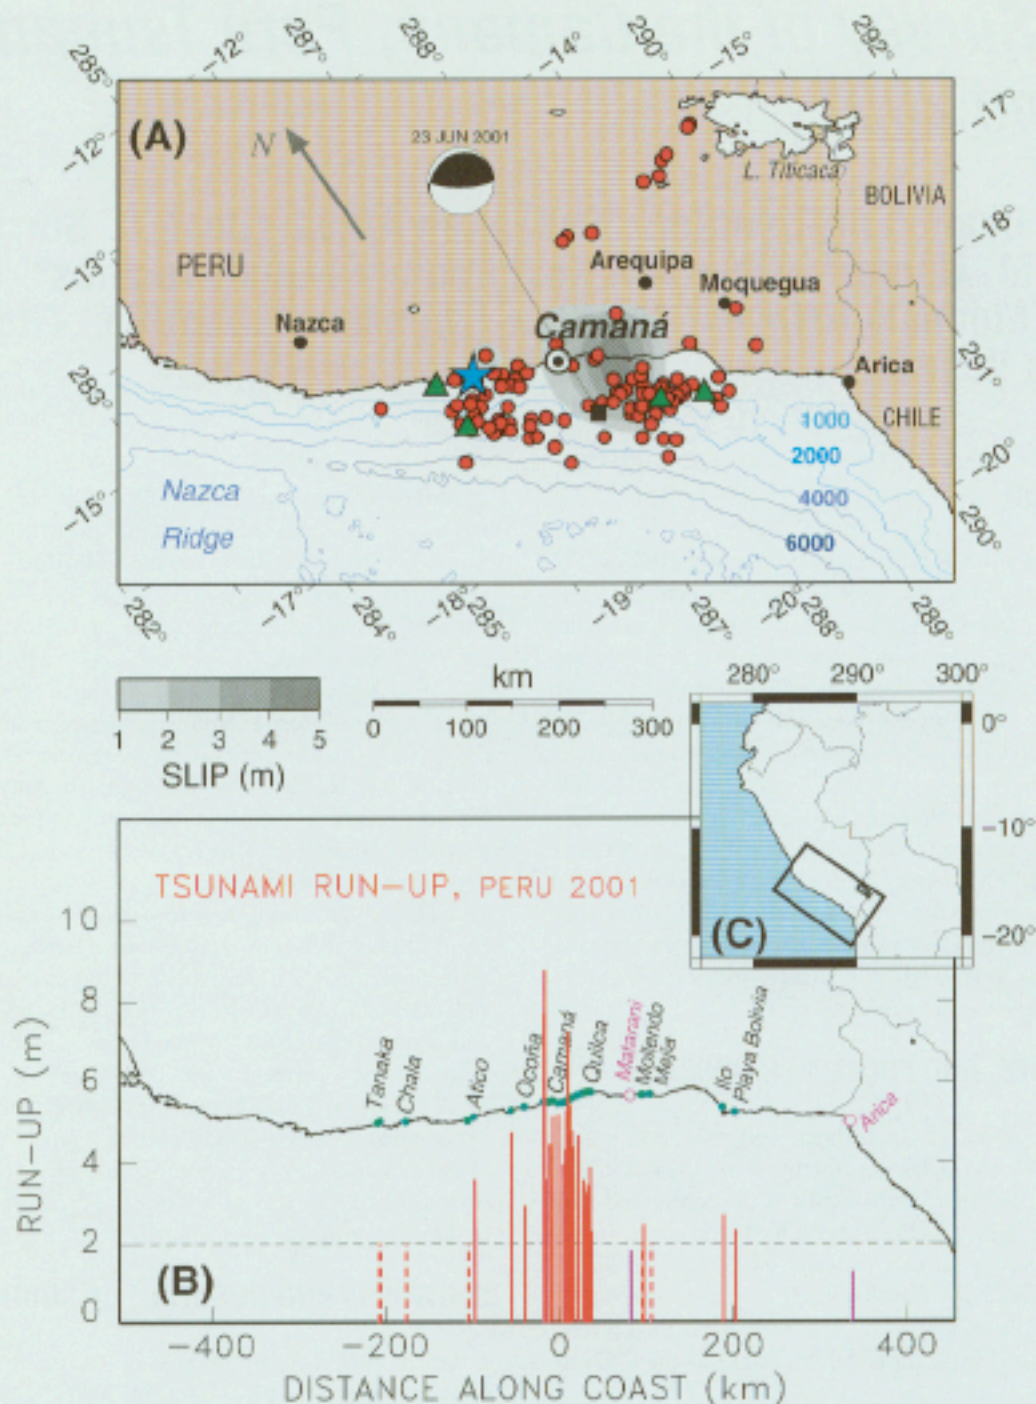 285°
−12°
287°
288°
−14°
290°
−15°
292°
(A)
N
23 JUN 2001
L. Titicaca
BOLIVIA
PERU
Arequipa
Moquegua
Nazca
Camaná
Arica
CHILE
1000
2000
4000
6000
Nazca
Ridge
−12°
−13°
283°
−15°
−17°
−18°
291°
−20°
290°
282°
−17°
284°
−18°
285°
−19°
287°
−20°
288°
289°
1 2 3 4 5
SLIP (m)
km
0 100 200 300
280° 290° 300°
0°
−10°
−20°
(C)
TSUNAMI RUN−UP, PERU 2001
10
8
6
4
2
0
RUN−UP (m)
Tanaka
Chala
Atico
Ocoña
Camaná
Quilca
Matarani
Mollendo
Mejia
Ilo
Playa Bolivia
Arica
(B)
−400 −200 0 200 400
DISTANCE ALONG COAST (km)